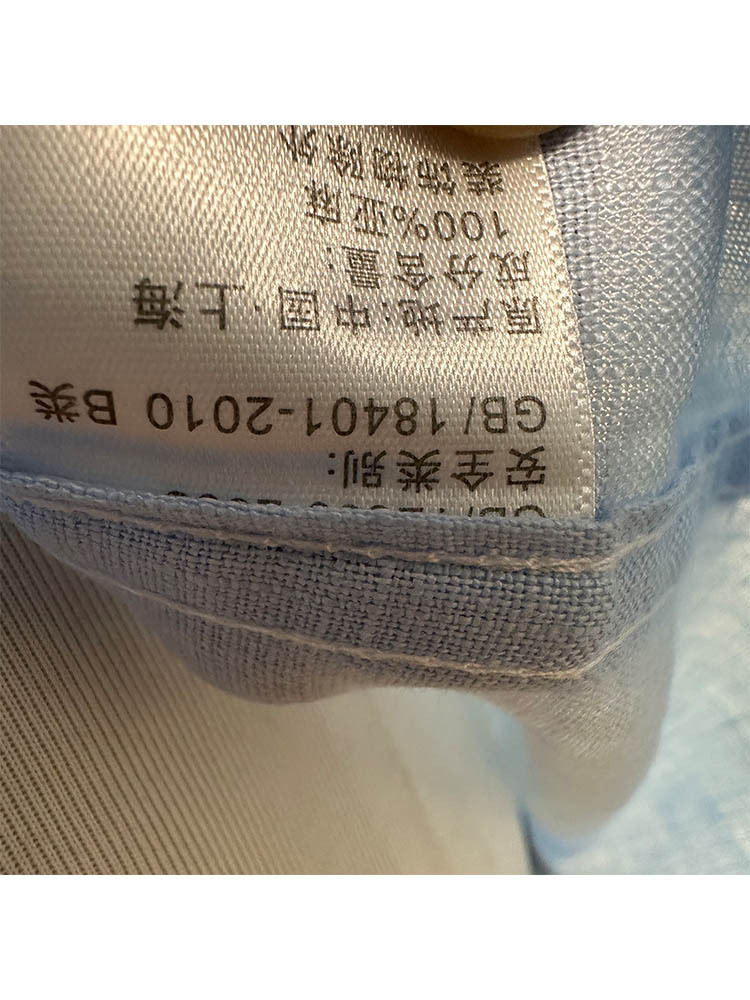 安全类别:
GB/ 18401-2010 B类
原产地:中国·上海
成分含量:
100%亚麻
装饰物除外